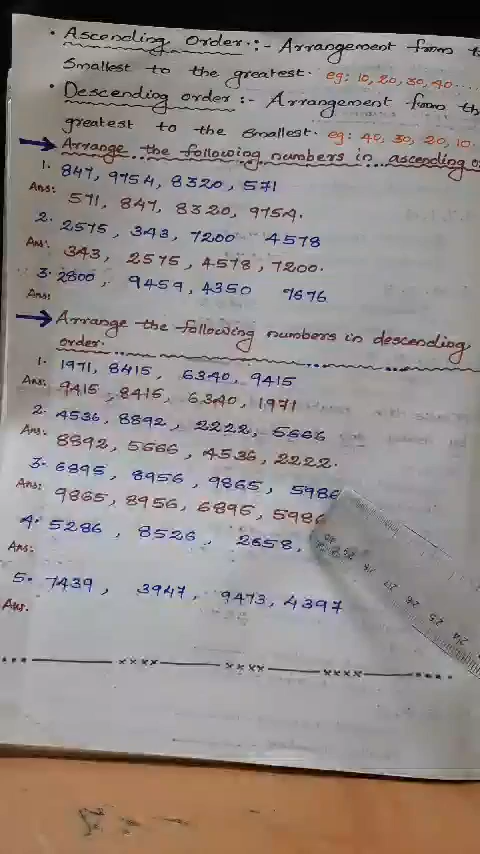 • Ascending Order :- Arrangement from
smallest to the greatest. eg: 10, 20, 30, 40....
• Descending order :- Arrangement from
greatest to the smallest. eg: 40, 30, 20, 10.
→ Arrange the following numbers in ascending
1. 847, 9754, 8320, 571
Ans: 571, 847, 8320, 9754.
2. 2575, 343, 7200 4578
Ans: 343, 2575, 4578, 7200.
3. 2800, 9459, 4350 7676
Ans:
→ Arrange the following numbers in descending
order.
1. 1971, 8415, 6340, 9415
Ans: 9415, 8415, 6340, 1971
2. 4536, 8892, 2222, 5666
Ans: 8892, 5666, 4536, 2222.
3. 6895, 8956, 9865, 5986
Ans: 9865, 8956, 6895, 5986
4. 5286, 8526, 2658,
Ans:
5. 7439, 3947, 9473, 4397
Ans.